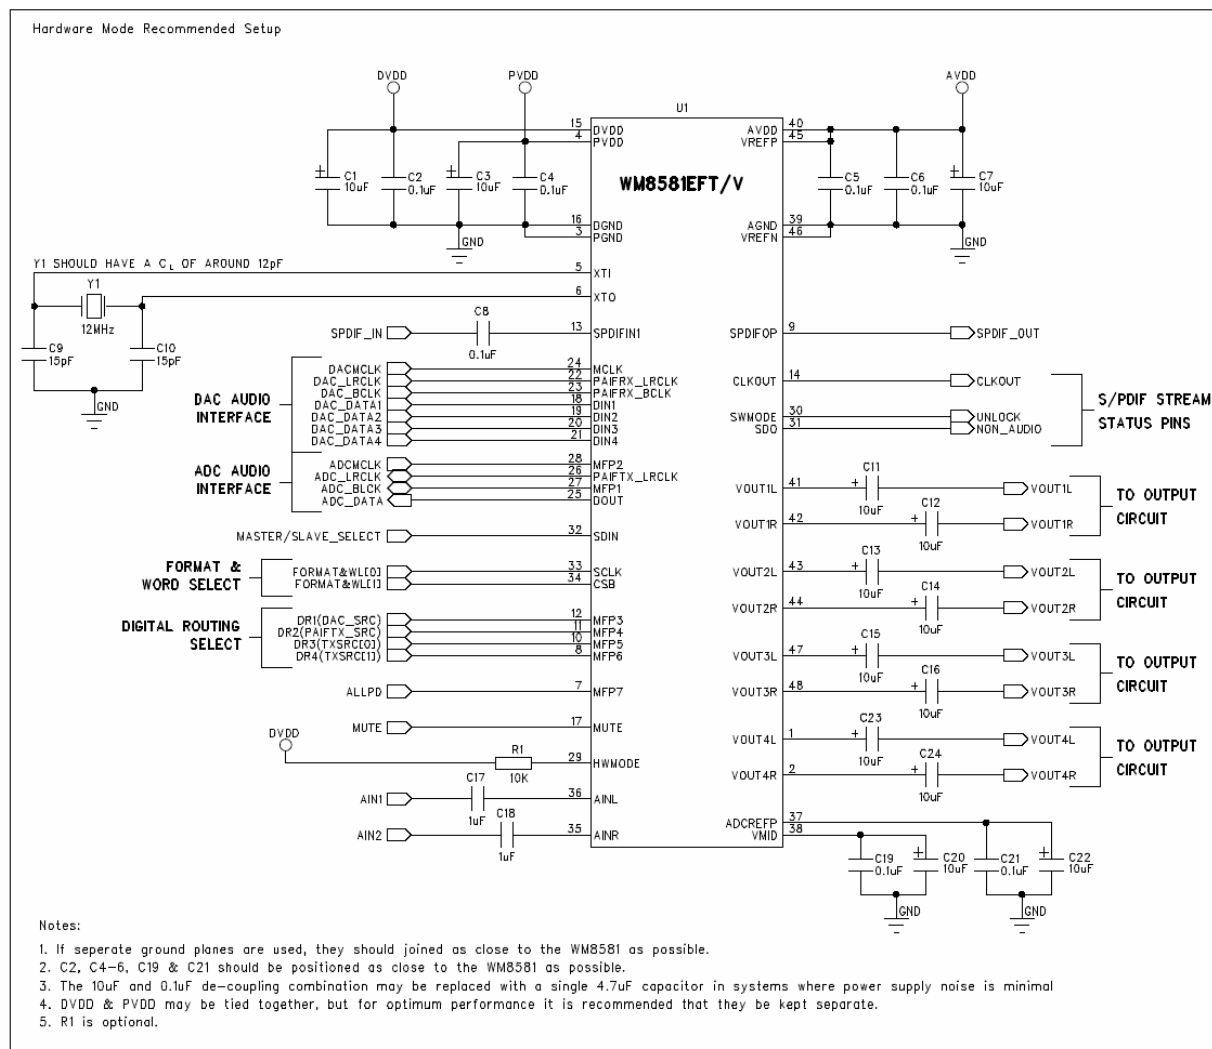 Hardware Mode Recommended Setup
DVDD
PVDD
AVDD
U1
15
DVDD
4
PVDD
AVDD
40
VREFP
45
C1
10uF
C2
0.1uF
C3
10uF
C4
0.1uF
WM8581EFT/V
C5
0.1uF
C6
0.1uF
C7
10uF
16
DGND
3
PGND
AGND
39
VREFN
46
GND
GND
Y1 SHOULD HAVE A CL OF AROUND 12pF
5
XTI
Y1
12MHz
6
XTO
C9
15pF
C10
15pF
GND
SPDIF_IN
C8
0.1uF
13
SPDIFIN1
SPDIFOP
9
SPDIF_OUT
DAC AUDIO
INTERFACE
DACMCLK
24
MCLK
DAC_LRCLK
22
PAIFRX_LRCLK
DAC_BCLK
23
PAIFRX_BCLK
DAC_DATA1
18
DIN1
DAC_DATA2
19
DIN2
DAC_DATA3
20
DIN3
DAC_DATA4
21
DIN4
CLKOUT
14
CLKOUT
SWMODE
30
UNLOCK
SDO
31
NON_AUDIO
S/PDIF STREAM
STATUS PINS
ADC AUDIO
INTERFACE
ADCMCLK
28
MFP2
ADC_LRCLK
26
PAIFTX_LRCLK
ADC_BLCK
27
MFP1
ADC_DATA
25
DOUT
VOUT1L
41
C11
10uF
VOUT1L
VOUT1R
42
C12
10uF
VOUT1R
TO OUTPUT
CIRCUIT
MASTER/SLAVE_SELECT
32
SDIN
FORMAT &
WORD SELECT
FORMAT&WL[0]
33
SCLK
FORMAT&WL[1]
34
CSB
VOUT2L
43
C13
10uF
VOUT2L
VOUT2R
44
C14
10uF
VOUT2R
TO OUTPUT
CIRCUIT
DIGITAL ROUTING
SELECT
DR1(DAC_SRC)
12
MFP3
DR2(PAIFTX_SRC)
11
MFP4
DR3(TXSRC[0])
10
MFP5
DR4(TXSRC[1])
8
MFP6
VOUT3L
47
C15
10uF
VOUT3L
VOUT3R
48
C16
10uF
VOUT3R
TO OUTPUT
CIRCUIT
ALLPD
7
MFP7
MUTE
17
MUTE
VOUT4L
1
C23
10uF
VOUT4L
VOUT4R
2
C24
10uF
VOUT4R
TO OUTPUT
CIRCUIT
DVDD
R1
10K
29
HWMODE
AIN1
C17
1uF
36
AINL
AIN2
C18
1uF
35
AINR
ADCREFP
37
VMID
38
C19
0.1uF
C20
10uF
C21
0.1uF
C22
10uF
GND
GND
Notes:
1. If seperate ground planes are used, they should joined as close to the WM8581 as possible.
2. C2, C4-6, C19 & C21 should be positioned as close to the WM8581 as possible.
3. The 10uF and 0.1uF de-coupling combination may be replaced with a single 4.7uF capacitor in systems where power supply noise is minimal
4. DVDD & PVDD may be tied together, but for optimum performance it is recommended that they be kept separate.
5. R1 is optional.